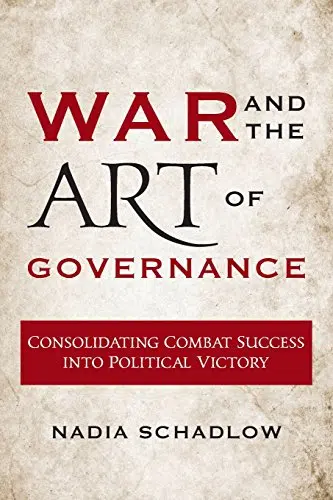 WAR AND THE
ART OF
GOVERNANCE
CONSOLIDATING COMBAT SUCCESS
INTO POLITICAL VICTORY
NADIA SCHADLOW